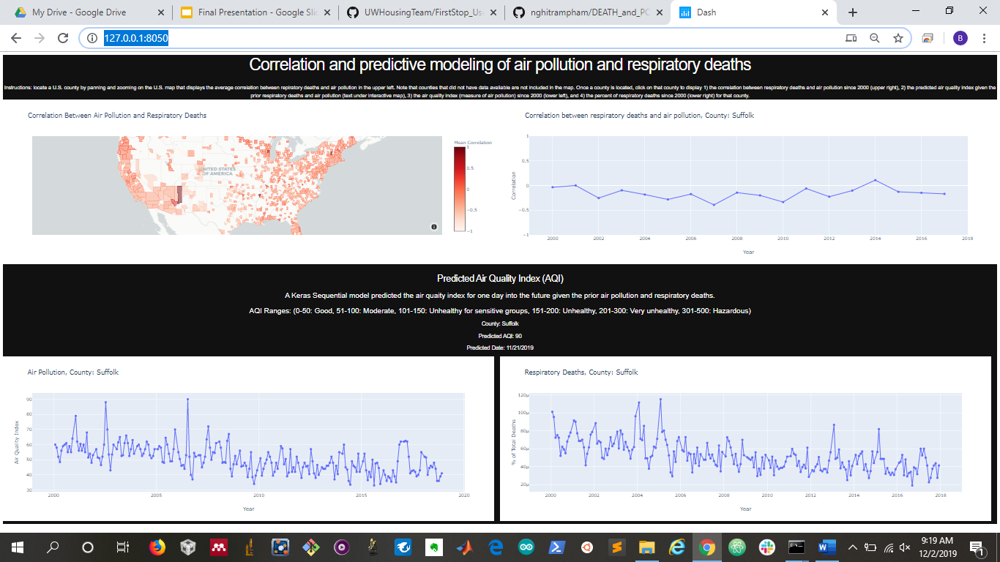 My Drive - Google Drive
Final Presentation - Google Slid
UWHousingTeam/FirstStop_Us
nghitrampham/DEATH_and_PO
Dash
127.0.0.1:8050
B
Correlation and predictive modeling of air pollution and respiratory deaths
Instructions: locate a U.S. county by panning and zooming on the U.S. map that displays the average correlation between repiratory deaths and air pollution in the upper left. Note that counties that did not have data available are not included in the map. Once a county is located, click on that county to display 1) the correlation between respiratory deaths and air pollution since 2000 (upper right), 2) the predicted air quality index given the
prior respiratory deaths and air pollution (text under interactive map), 3) the air quality index (measure of air pollution) since 2000 (lower left), and 4) the percent of respiratory deaths since 2000 (lower right) for that county.
Correlation Between Air Pollution and Respiratory Deaths
UNITED STATES
OF AMERICA
Mean Correlation
1
0.5
0
−0.5
−1
Correlation between respiratory deaths and air pollution, County: Suffolk
Correlation
1
0.5
0
−0.5
−1
2000 2002 2004 2006 2008 2010 2012 2014 2016 2018
Year
Predicted Air Quality Index (AQI)
A Keras Sequential model predicted the air quaity index for one day into the future given the prior air pollution and respiratory deaths.
AQI Ranges: (0-50: Good, 51-100: Moderate, 101-150: Unhealthy for sensitive groups, 151-200: Unhealthy, 201-300: Very unhealthy, 301-500: Hazardous)
County: Suffolk
Predicted AQI: 90
Predicted Date: 11/21/2019
Air Pollution, County: Suffolk
Air Quality Index
90
80
70
60
50
40
30
2000 2005 2010 2015 2020
Year
Respiratory Deaths, County: Suffolk
% of Total Deaths
120μ
100μ
80μ
60μ
40μ
20μ
2000 2002 2004 2006 2008 2010 2012 2014 2016 2018
Year
9:19 AM
12/2/2019
1